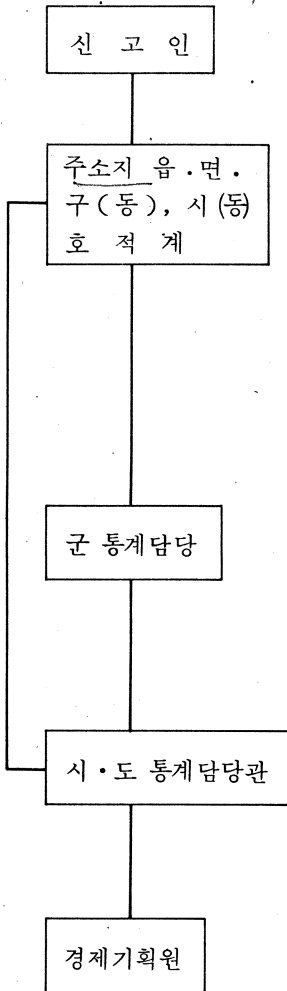 신 고 인
주소지 읍·면·
구(동), 시(동)
호 적 계
군 통계담당
시·도 통계담당관
경제기획원